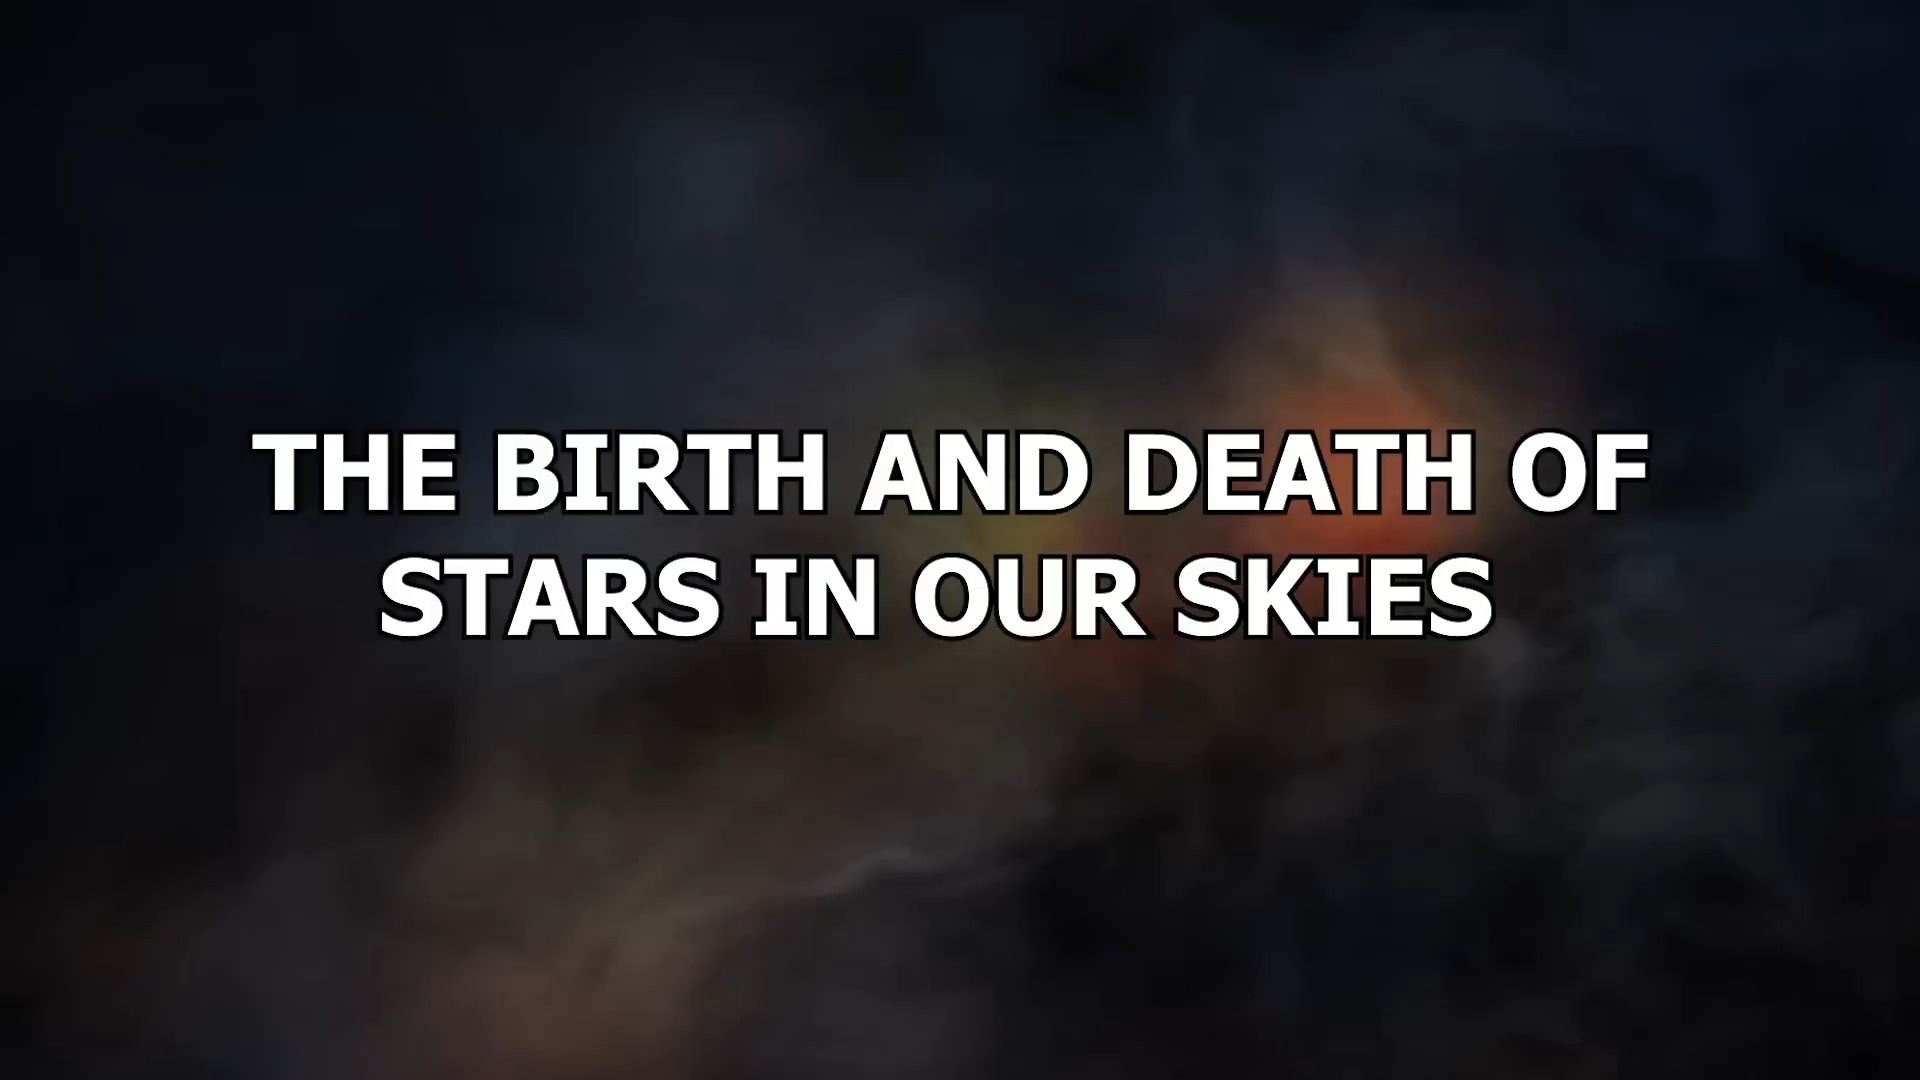 THE BIRTH AND DEATH OF
STARS IN OUR SKIES